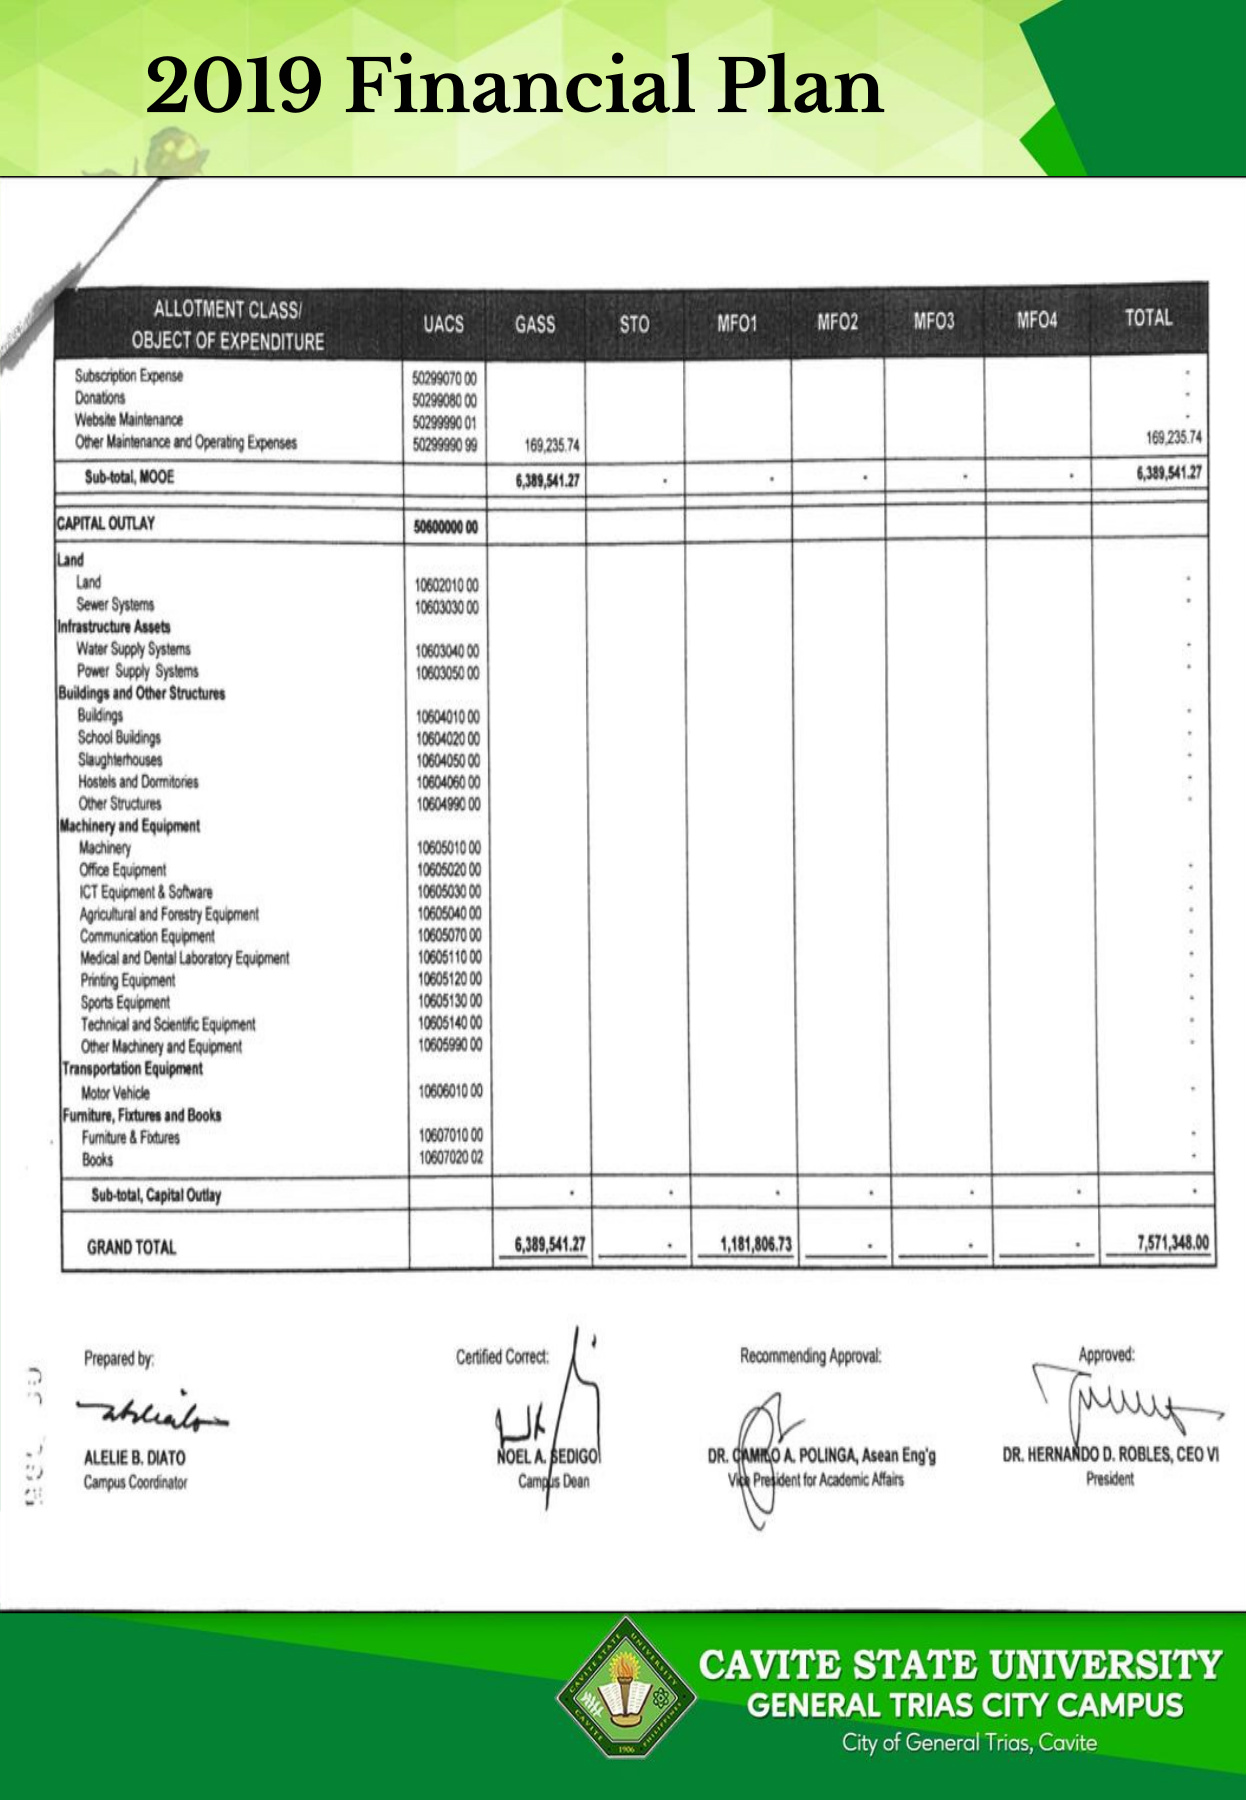 2019 Financial Plan
ALLOTMENT CLASS/ OBJECT OF EXPENDITURE UACS GASS STO MFO1 MFO2 MFO3 MFO4 TOTAL
Subscription Expense 50299070 00 -
Donations 50299080 00 -
Website Maintenance 50299990 01 -
Other Maintenance and Operating Expenses 50299990 99 169,235.74 169,235.74
Sub-total, MOOE 6,389,541.27 - - - - - 6,389,541.27
CAPITAL OUTLAY 50600000 00
Land
Land 10602010 00 -
Sewer Systems 10603030 00 -
Infrastructure Assets
Water Supply Systems 10603040 00 -
Power Supply Systems 10603050 00 -
Buildings and Other Structures
Buildings 10604010 00 -
School Buildings 10604020 00 -
Slaughterhouses 10604050 00 -
Hostels and Dormitories 10604060 00 -
Other Structures 10604990 00 -
Machinery and Equipment
Machinery 10605010 00
Office Equipment 10605020 00 -
ICT Equipment & Software 10605030 00 -
Agricultural and Forestry Equipment 10605040 00 -
Communication Equipment 10605070 00 -
Medical and Dental Laboratory Equipment 10605110 00 -
Printing Equipment 10605120 00 -
Sports Equipment 10605130 00 -
Technical and Scientific Equipment 10605140 00 -
Other Machinery and Equipment 10605990 00 -
Transportation Equipment
Motor Vehicle 10606010 00 -
Furniture, Fixtures and Books
Furniture & Fixtures 10607010 00 -
Books 10607020 02 -
Sub-total, Capital Outlay - - - - - - -
GRAND TOTAL 6,389,541.27 - 1,181,806.73 - - - 7,571,348.00
Prepared by: Certified Correct: Recommending Approval: Approved:
ALELIE B. DIATO NOEL A. SEDIGO DR. CAMILO A. POLINGA, Asean Eng'g DR. HERNANDO D. ROBLES, CEO VI
Campus Coordinator Campus Dean Vice President for Academic Affairs President
CAVITE STATE UNIVERSITY
CAVITE PHILIPPINES
1906
CAVITE STATE UNIVERSITY
GENERAL TRIAS CITY CAMPUS
City of General Trias, Cavite